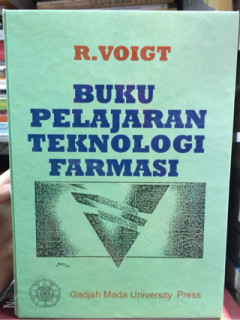 R. VOIGT
BUKU
PELAJARAN
TEKNOLOGI
FARMASI
Gadjah Mada University Press